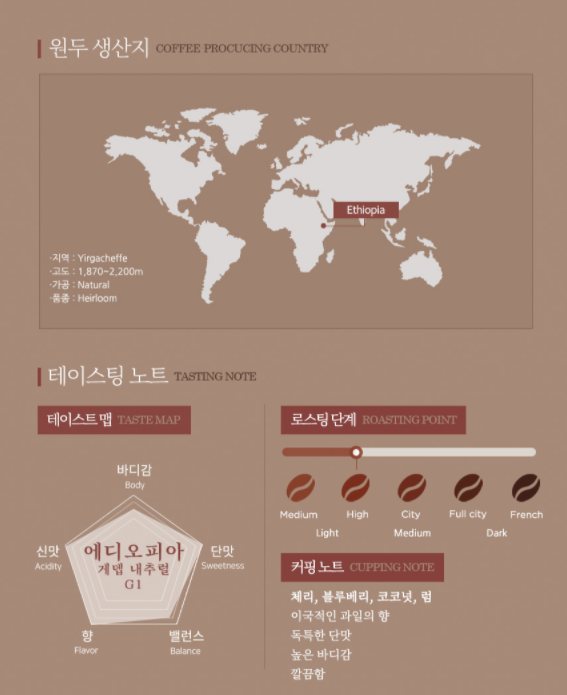 원두 생산지 COFFEE PROCUCING COUNTRY
Ethiopia
·지역 : Yirgacheffe
·고도 : 1,870~2,200m
·가공 : Natural
·품종 : Heirloom
테이스팅 노트 TASTING NOTE
테이스트 맵 TASTE MAP
바디감
Body
신맛
Acidity
에디오피아
게뎁 내추럴
G1
단맛
Sweetness
향
Flavor
밸런스
Balance
로스팅 단계 ROASTING POINT
Medium High City Full city French
Light Medium Dark
커핑 노트 CUPPING NOTE
체리, 블루베리, 코코넛, 럼
이국적인 과일의 향
독특한 단맛
높은 바디감
깔끔함